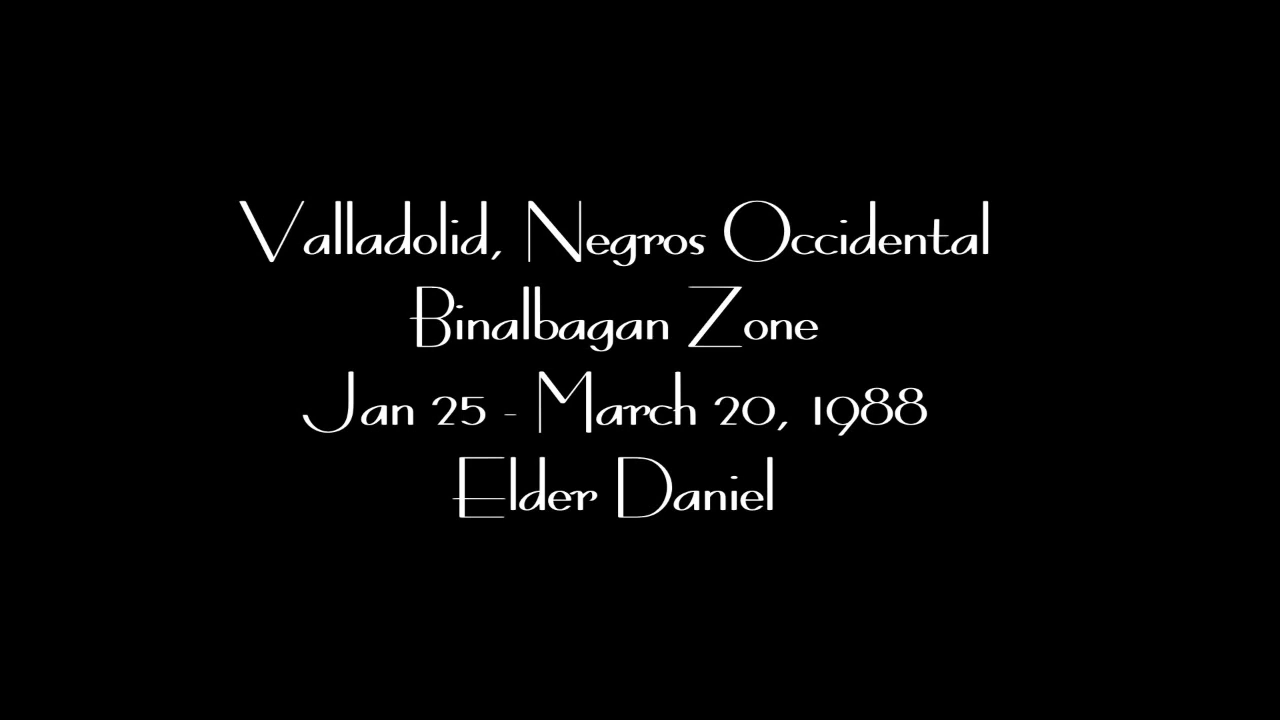 Valladolid, Negros Occidental
Binalbagan Zone
Jan 25 - March 20, 1988
Elder Daniel